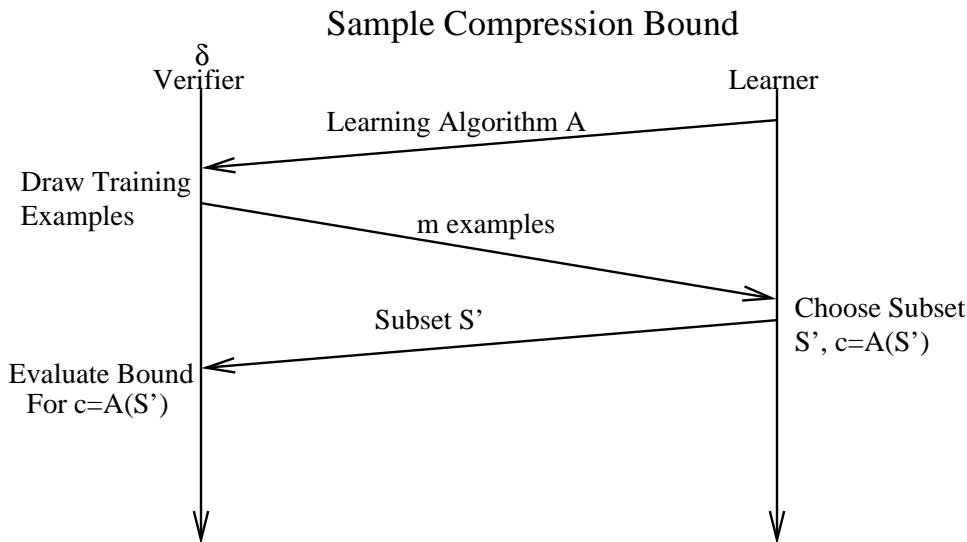 Sample Compression Bound
δ
Verifier
Learner
Learning Algorithm A
Draw Training
Examples
m examples
Choose Subset
S’, c=A(S’)
Subset S’
Evaluate Bound
For c=A(S’)